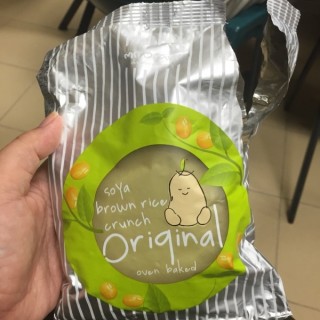 soya
brown rice
crunch
Original
oven baked